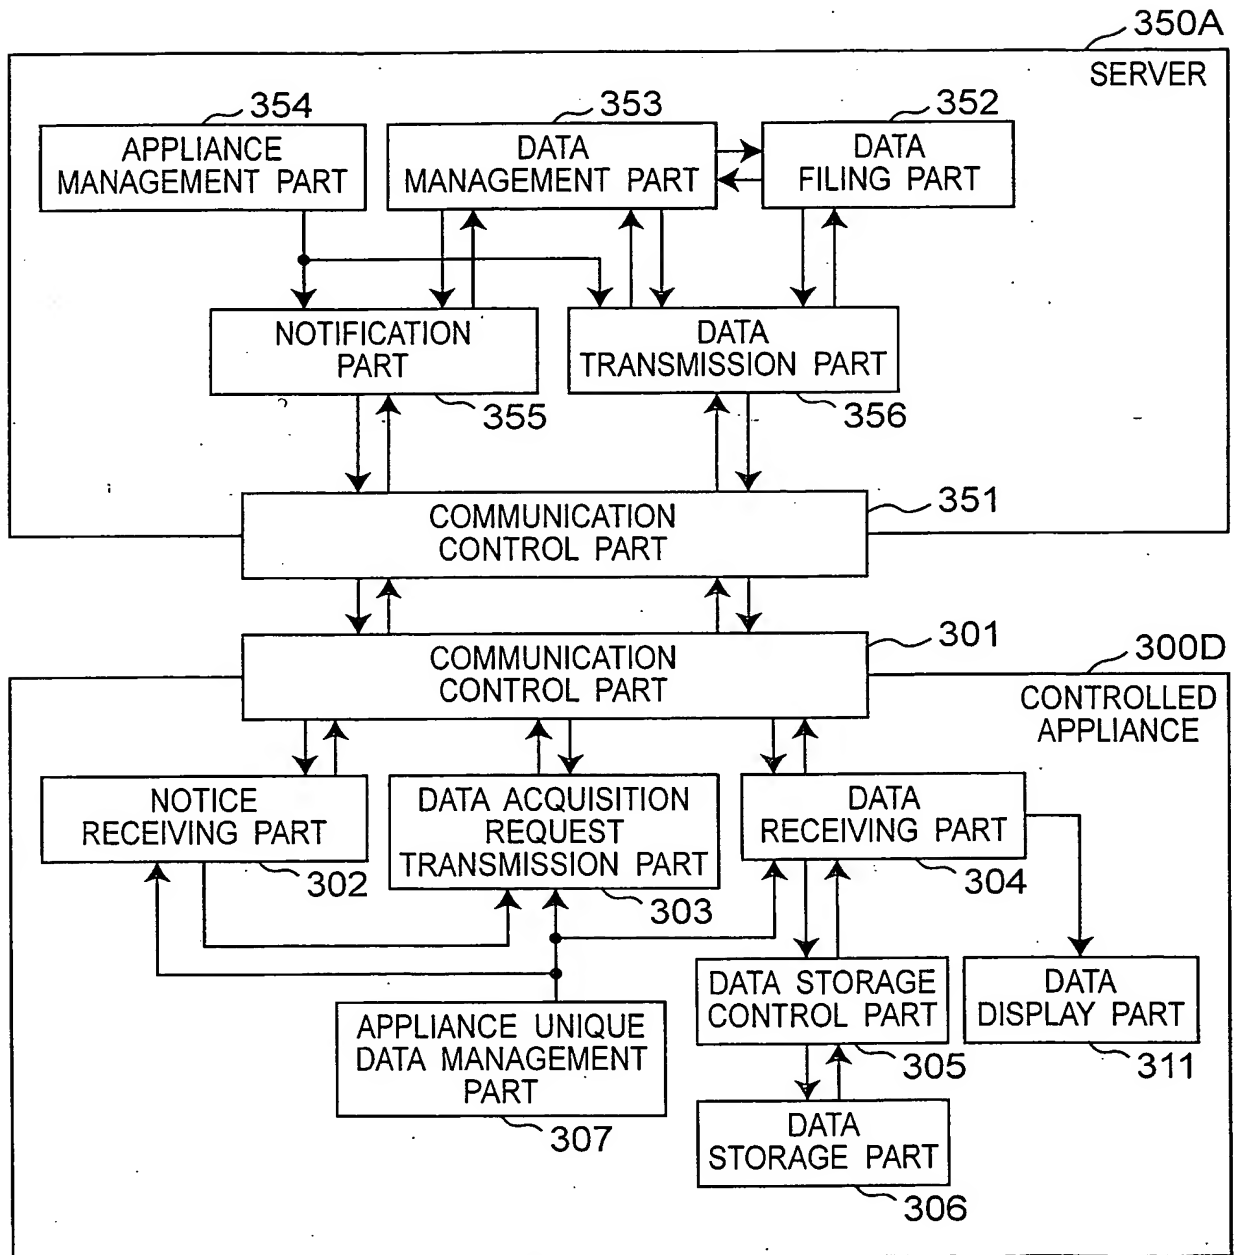 350A
SERVER
354
353
352
APPLIANCE
MANAGEMENT PART
DATA
MANAGEMENT PART
DATA
FILING PART
NOTIFICATION
PART
DATA
TRANSMISSION PART
355
356
COMMUNICATION
CONTROL PART
351
COMMUNICATION
CONTROL PART
301
300D
CONTROLLED
APPLIANCE
NOTICE
RECEIVING PART
DATA ACQUISITION
REQUEST
TRANSMISSION PART
DATA
RECEIVING PART
302
303
304
APPLIANCE UNIQUE
DATA MANAGEMENT
PART
DATA STORAGE
CONTROL PART
DATA
DISPLAY PART
305
311
307
DATA
STORAGE PART
306